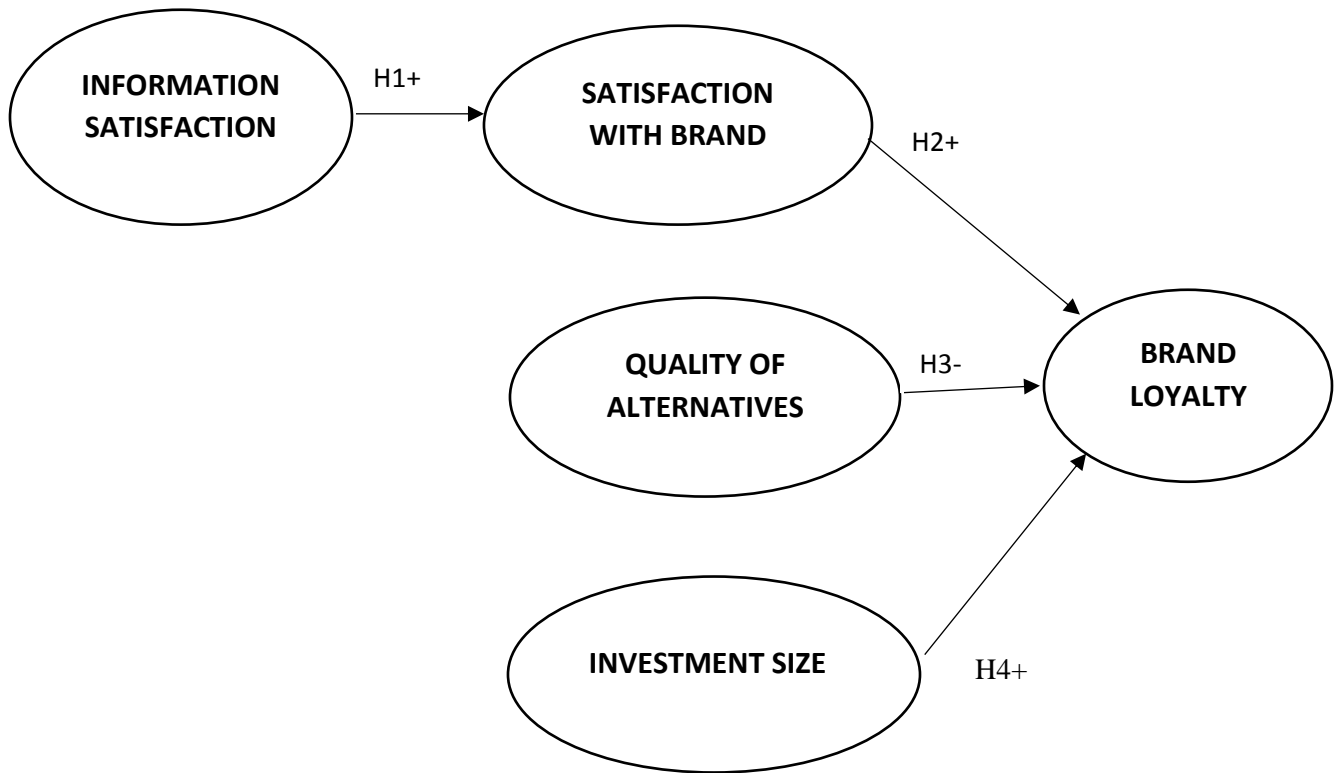 INFORMATION
SATISFACTION
H1+
SATISFACTION
WITH BRAND
H2+
QUALITY OF
ALTERNATIVES
H3-
BRAND
LOYALTY
INVESTMENT SIZE
H4+